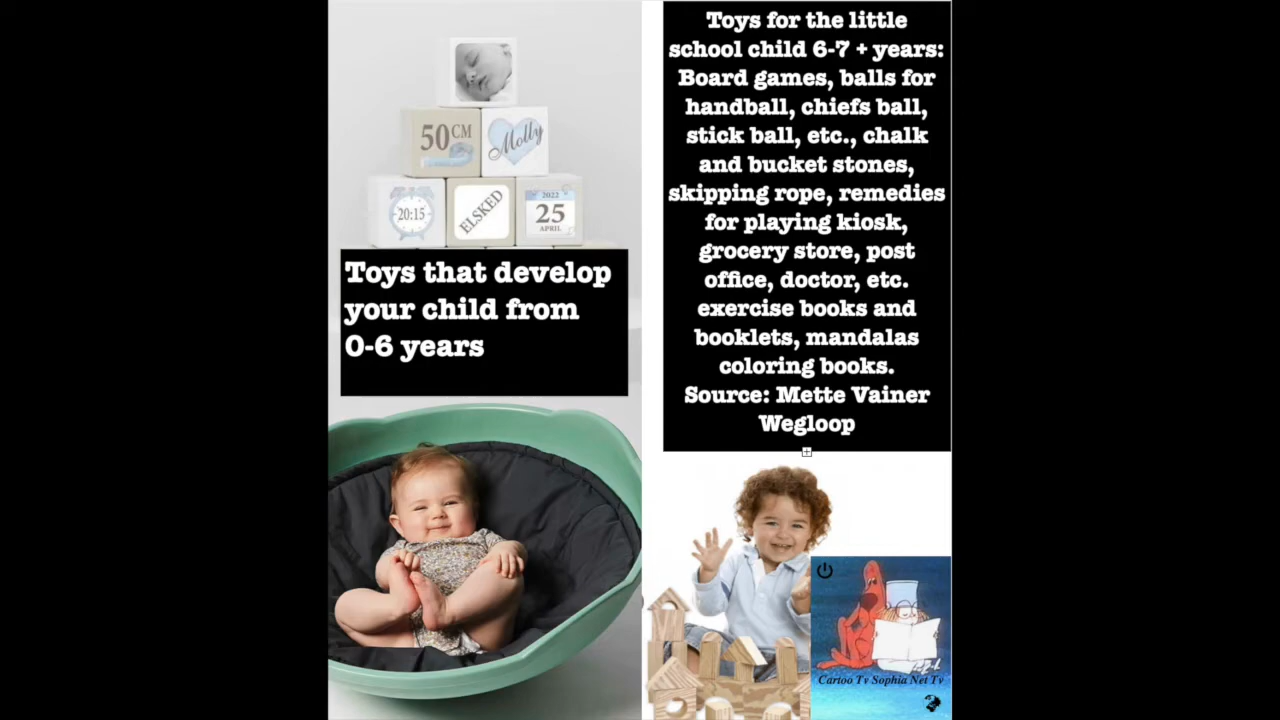 50 CM
Molly
20:15
ELSKED
2022
25
APRIL
Toys that develop
your child from
0-6 years
Toys for the little
school child 6-7 + years:
Board games, balls for
handball, chiefs ball,
stick ball, etc., chalk
and bucket stones,
skipping rope, remedies
for playing kiosk,
grocery store, post
office, doctor, etc.
exercise books and
booklets, mandalas
coloring books.
Source: Mette Vainer
Wegloop
Cartoo Tv Sophia Net Tv